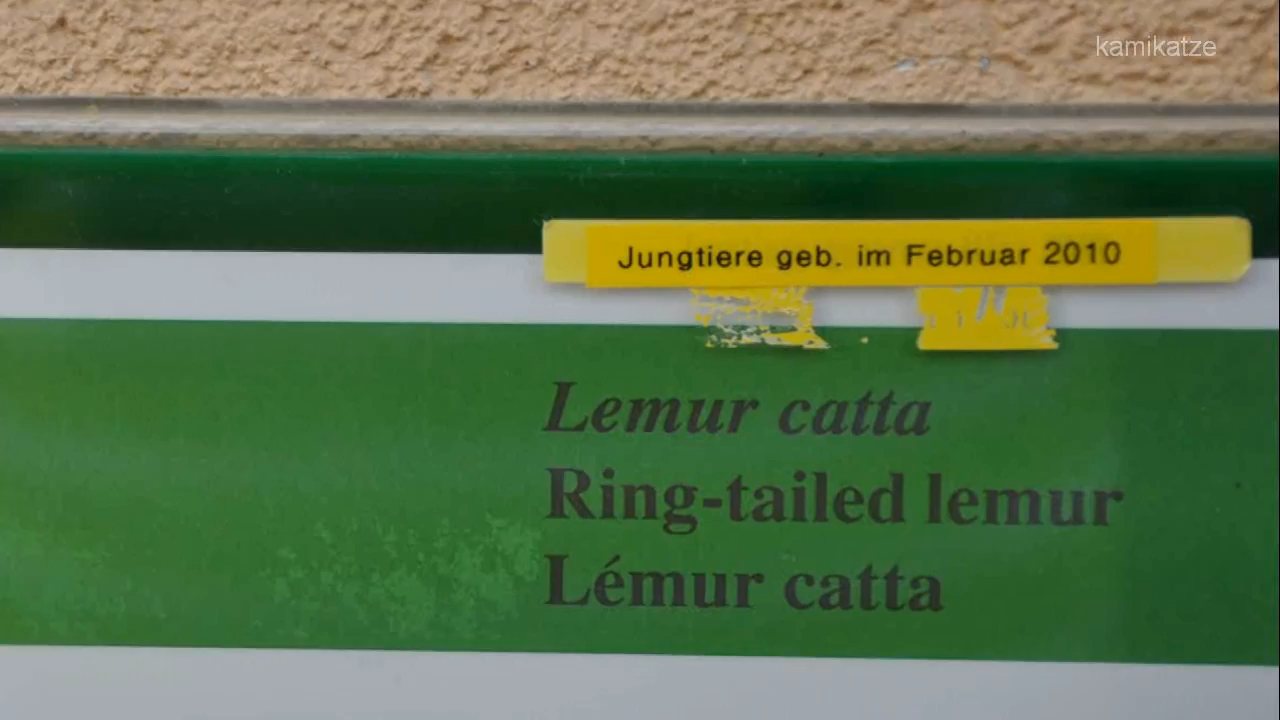 kamikatze
Jungtiere geb. im Februar 2010
Lemur catta
Ring-tailed lemur
Lémur catta